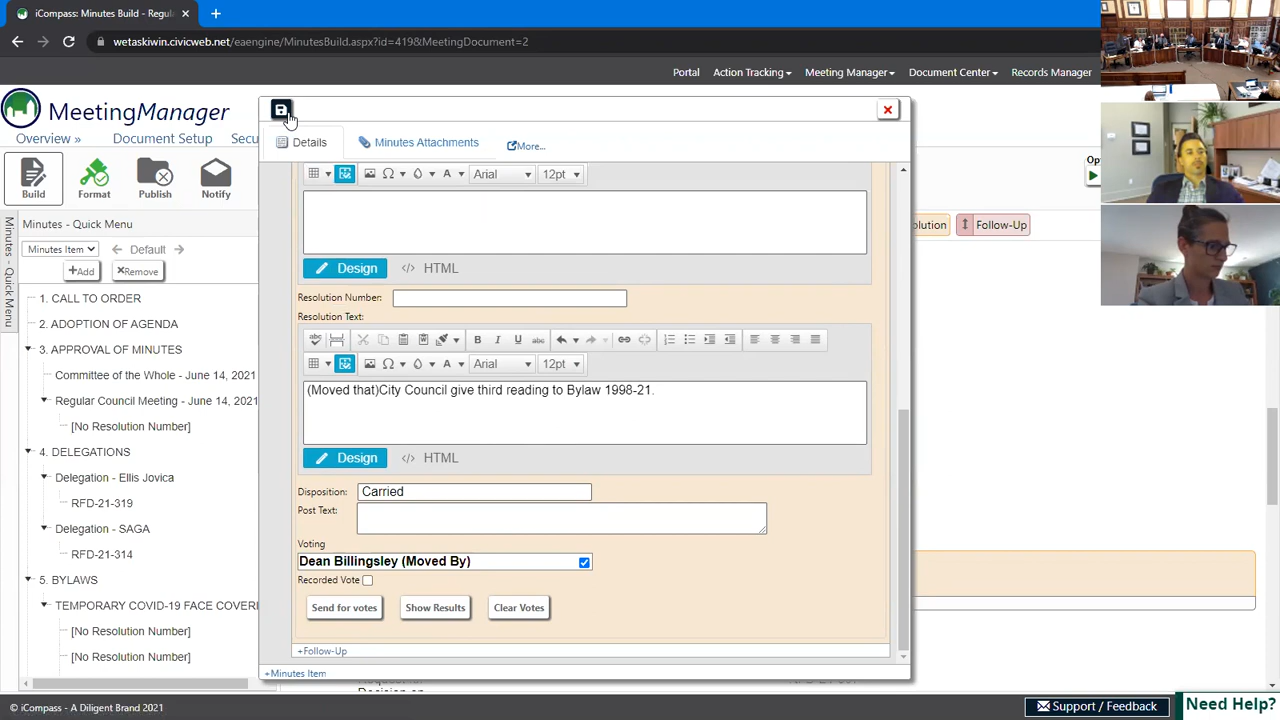 iCompass: Minutes Build - Regul
wetaskiwin.civicweb.net/eaengine/MinutesBuild.aspx?id=419&MeetingDocument=2
Portal Action Tracking Meeting Manager Document Center Records Manager
MeetingManager
Overview » Document Setup Secu
Build Format Publish Notify
Opti
Details Minutes Attachments More...
Minutes - Quick Menu
Minutes - Quick Menu
Minutes Item Default
+Add ×Remove
olution Follow-Up
1. CALL TO ORDER
2. ADOPTION OF AGENDA
3. APPROVAL OF MINUTES
Committee of the Whole - June 14, 2021
Regular Council Meeting - June 14, 2021
[No Resolution Number]
4. DELEGATIONS
Delegation - Ellis Jovica
RFD-21-319
Delegation - SAGA
RFD-21-314
5. BYLAWS
TEMPORARY COVID-19 FACE COVERI
[No Resolution Number]
[No Resolution Number]
Arial 12pt
Design </> HTML
Resolution Number:
Resolution Text:
abc B I U abc
Arial 12pt
(Moved that)City Council give third reading to Bylaw 1998-21.
Design </> HTML
Disposition: Carried
Post Text:
Voting
Dean Billingsley (Moved By)
Recorded Vote
Send for votes Show Results Clear Votes
+Follow-Up
+Minutes Item
iCompass - A Diligent Brand 2021
Support / Feedback
Need Help?